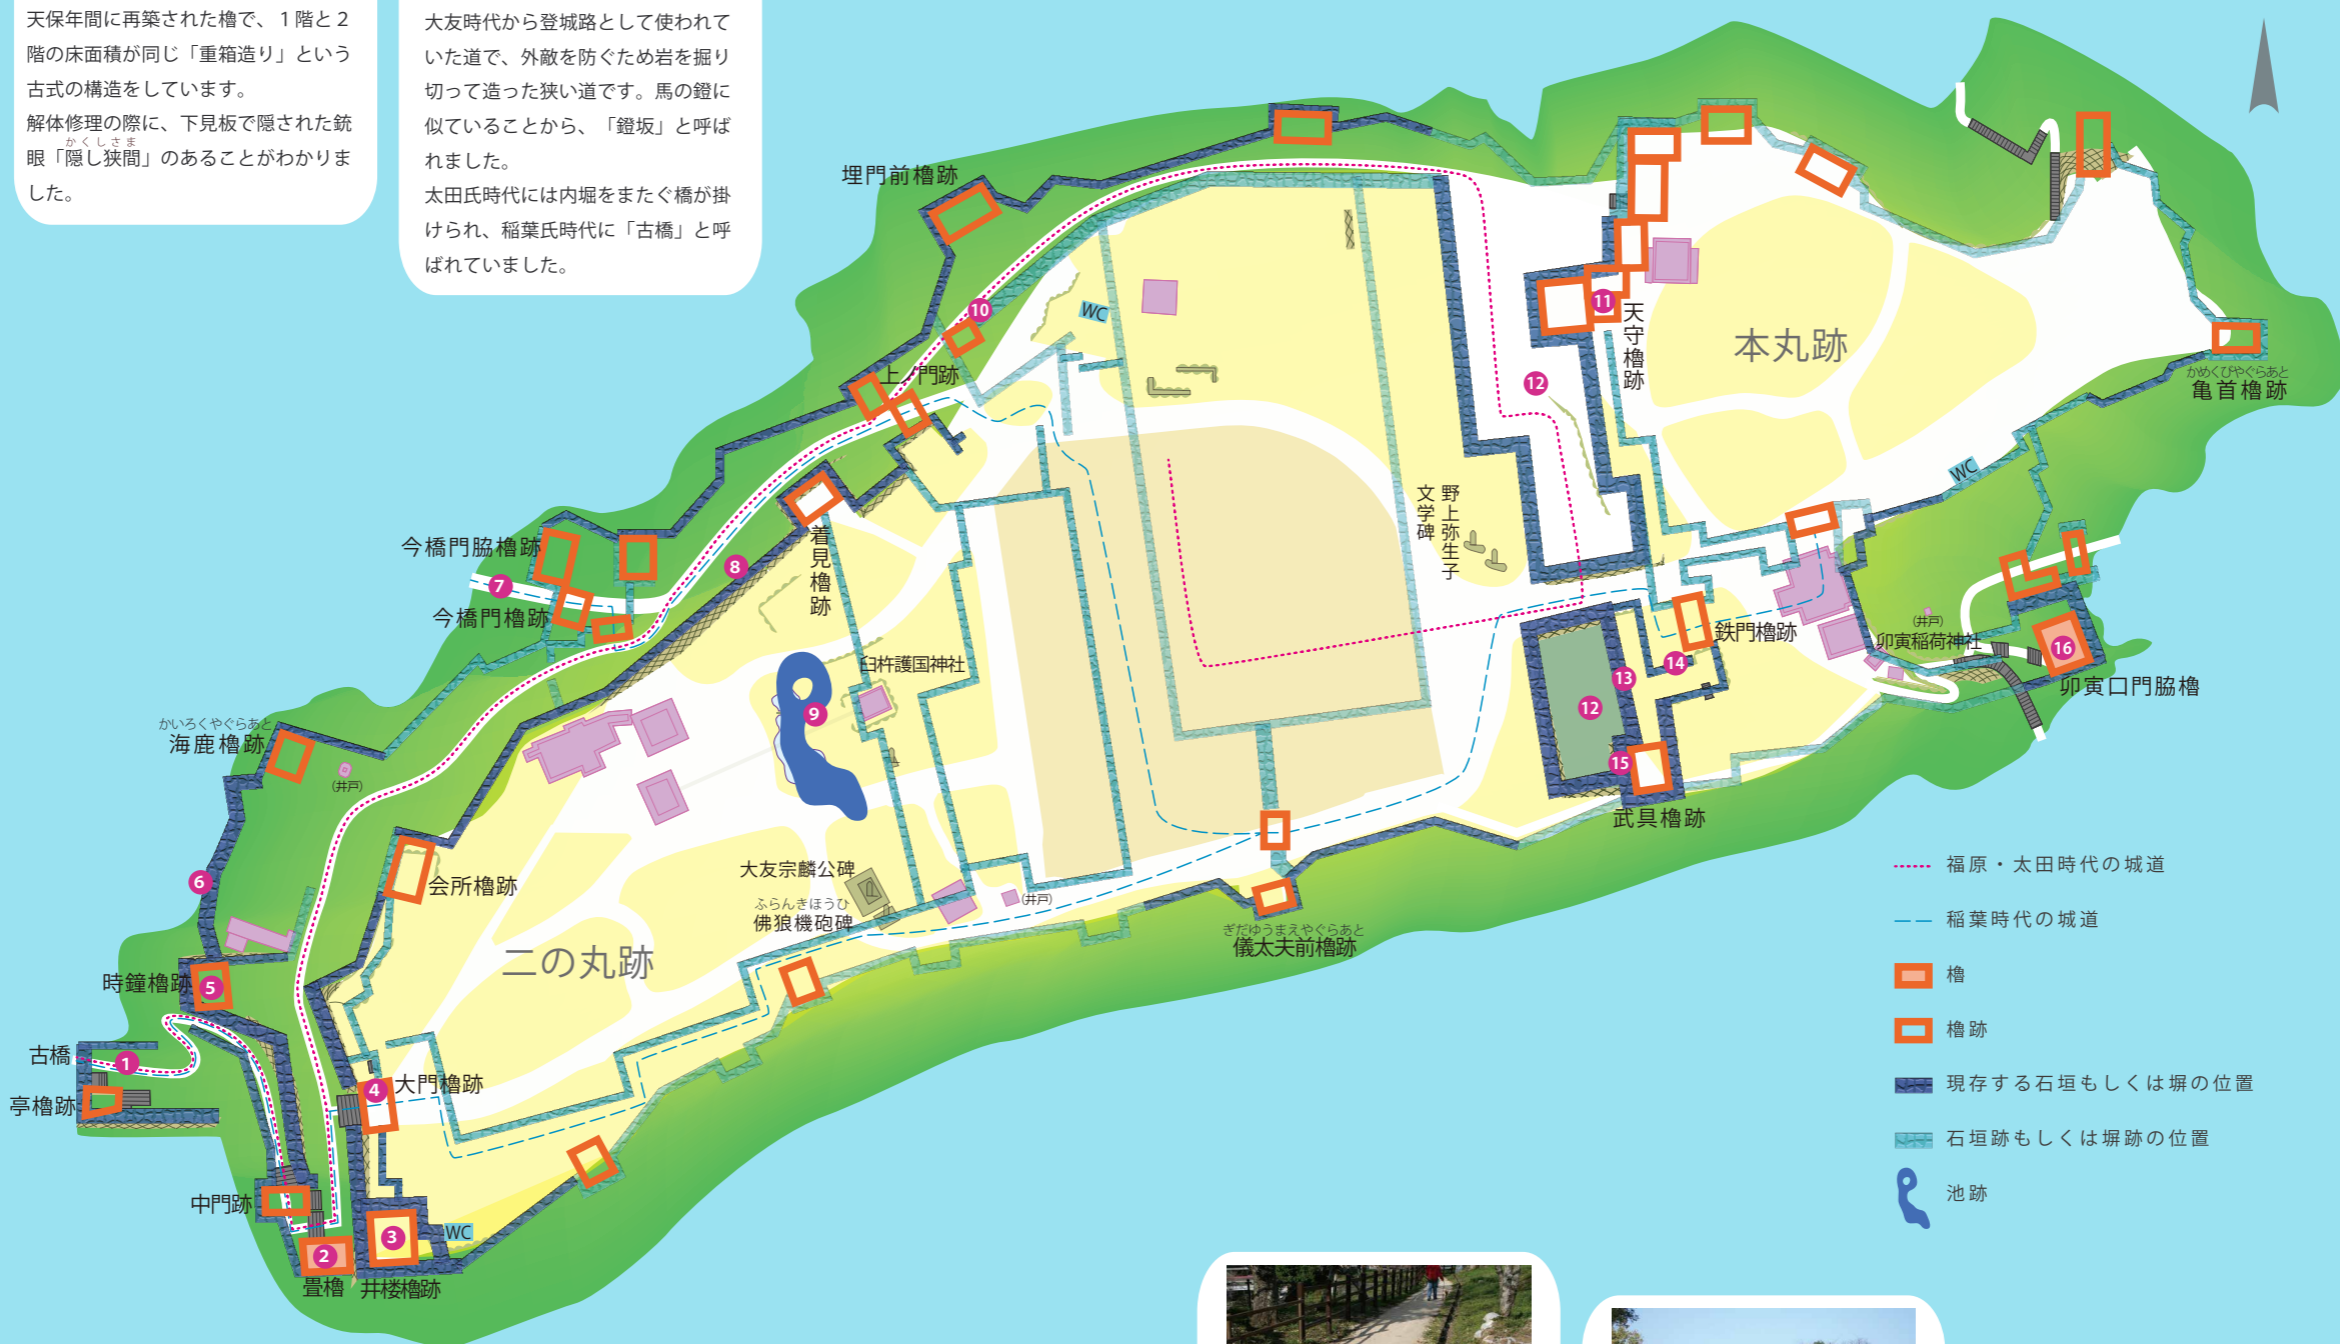 天保年間に再築された櫓で、１階と２
階の床面積が同じ「重箱造り」という
古式の構造をしています。
解体修理の際に、下見板で隠された銃
かくしさま
眼「隠し狭間」のあることがわかりま
した。
大友時代から登城路として使われて
いた道で、外敵を防ぐため岩を掘り
切って造った狭い道です。馬の鐙に
似ていることから、「鐙坂」と呼ば
れました。
太田氏時代には内堀をまたぐ橋が掛
けられ、稲葉氏時代に「古橋」と呼
ばれていました。
埋門前櫓跡
10
WC
上ノ門跡
11
天守櫓跡
12
本丸跡
かめくびやぐらあと
亀首櫓跡
WC
野上弥生子
文学碑
着見櫓跡
今橋門脇櫓跡
7
8
今橋門櫓跡
臼杵護国神社
9
鉄門櫓跡
14
13
12
15
武具櫓跡
(井戸)
卯寅稲荷神社
16
卯寅口門脇櫓
かいろくやぐらあと
海鹿櫓跡
(井戸)
6
会所櫓跡
大友宗麟公碑
ふらんきほうひ
佛狼機砲碑
(井戸)
ぎだゆうまえやぐらあと
儀太夫前櫓跡
二の丸跡
時鐘櫓跡
5
古橋
1
亭櫓跡
4
大門櫓跡
中門跡
2
畳櫓
3
井楼櫓跡
WC
福原・太田時代の城道
稲葉時代の城道
櫓
櫓跡
現存する石垣もしくは塀の位置
石垣跡もしくは塀跡の位置
池跡